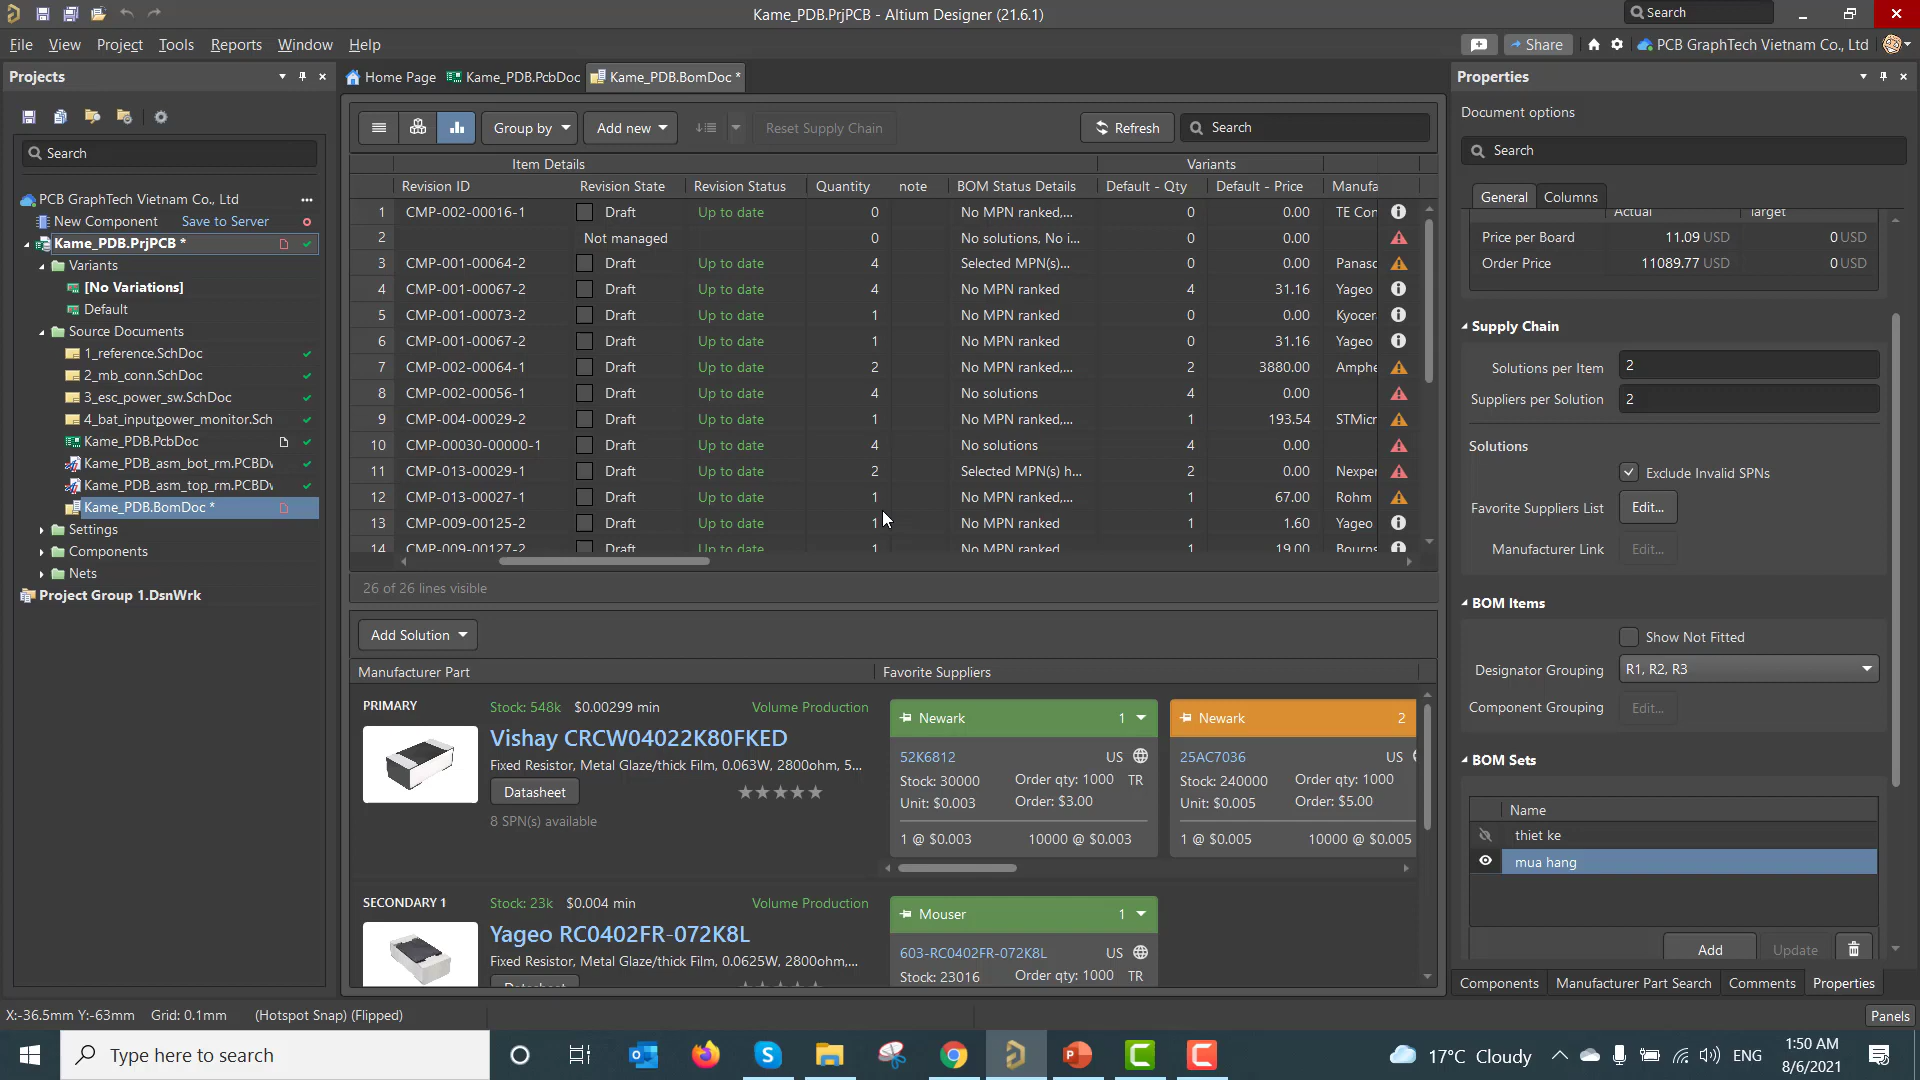 Kame_PDB.PrjPCB - Altium Designer (21.6.1)
Search
File View Project Tools Reports Window Help
Share
PCB GraphTech Vietnam Co., Ltd
Projects
Home Page Kame_PDB.PcbDoc Kame_PDB.BomDoc *
Properties
Search
PCB GraphTech Vietnam Co., Ltd
New Component Save to Server
Kame_PDB.PrjPCB *
Variants
[No Variations]
Default
Source Documents
1_reference.SchDoc
2_mb_conn.SchDoc
3_esc_power_sw.SchDoc
4_bat_inputpower_monitor.Sch
Kame_PDB.PcbDoc
Kame_PDB_asm_bot_rm.PCBDv
Kame_PDB_asm_top_rm.PCBDv
Kame_PDB.BomDoc *
Settings
Components
Nets
Project Group 1.DsnWrk
Group by Add new Reset Supply Chain Refresh Search
Item Details Variants
Revision ID Revision State Revision Status Quantity note BOM Status Details Default - Qty Default - Price Manufa
1 CMP-002-00016-1 Draft Up to date 0 No MPN ranked,... 0 0.00 TE Con
2 Not managed 0 No solutions, No i... 0 0.00
3 CMP-001-00064-2 Draft Up to date 4 Selected MPN(s)... 0 0.00 Panasc
4 CMP-001-00067-2 Draft Up to date 4 No MPN ranked 4 31.16 Yageo
5 CMP-001-00073-2 Draft Up to date 1 No MPN ranked 0 0.00 Kyocer
6 CMP-001-00067-2 Draft Up to date 1 No MPN ranked 0 31.16 Yageo
7 CMP-002-00064-1 Draft Up to date 2 No MPN ranked,... 2 3880.00 Amphe
8 CMP-002-00056-1 Draft Up to date 4 No solutions 4 0.00
9 CMP-004-00029-2 Draft Up to date 1 No MPN ranked,... 1 193.54 STMicr
10 CMP-00030-00000-1 Draft Up to date 4 No solutions 4 0.00
11 CMP-013-00029-1 Draft Up to date 2 Selected MPN(s) h... 2 0.00 Nexper
12 CMP-013-00027-1 Draft Up to date 1 No MPN ranked,... 1 67.00 Rohm
13 CMP-009-00125-2 Draft Up to date 1 No MPN ranked 1 1.60 Yageo
14 CMP-009-00127-2 Draft Up to date 1 No MPN ranked 1 19.00 Bourns
26 of 26 lines visible
Add Solution
Manufacturer Part Favorite Suppliers
PRIMARY Stock: 548k $0.00299 min Volume Production
Vishay CRCW04022K80FKED
Fixed Resistor, Metal Glaze/thick Film, 0.063W, 2800ohm, 5...
Datasheet
8 SPN(s) available
Newark 1
52K6812 US
Stock: 30000 Order qty: 1000 TR
Unit: $0.003 Order: $3.00
1 @ $0.003 10000 @ $0.003
Newark 2
25AC7036 US
Stock: 240000 Order qty: 1000
Unit: $0.005 Order: $5.00
1 @ $0.005 10000 @ $0.005
SECONDARY 1 Stock: 23k $0.004 min Volume Production
Yageo RC0402FR-072K8L
Fixed Resistor, Metal Glaze/thick Film, 0.0625W, 2800ohm,...
Datasheet
Mouser 1
603-RC0402FR-072K8L US
Stock: 23016 Order qty: 1000 TR
Document options
Search
General Columns
Actual Target
Price per Board 11.09 USD 0 USD
Order Price 11089.77 USD 0 USD
Supply Chain
Solutions per Item 2
Suppliers per Solution 2
Solutions
Exclude Invalid SPNs
Favorite Suppliers List Edit...
Manufacturer Link Edit...
BOM Items
Show Not Fitted
Designator Grouping R1, R2, R3
Component Grouping Edit...
BOM Sets
Name
thiet ke
mua hang
Add Update
Components Manufacturer Part Search Comments Properties
X:-36.5mm Y:-63mm Grid: 0.1mm (Hotspot Snap) (Flipped)
Panels
Type here to search
17°C Cloudy
ENG
1:50 AM
8/6/2021